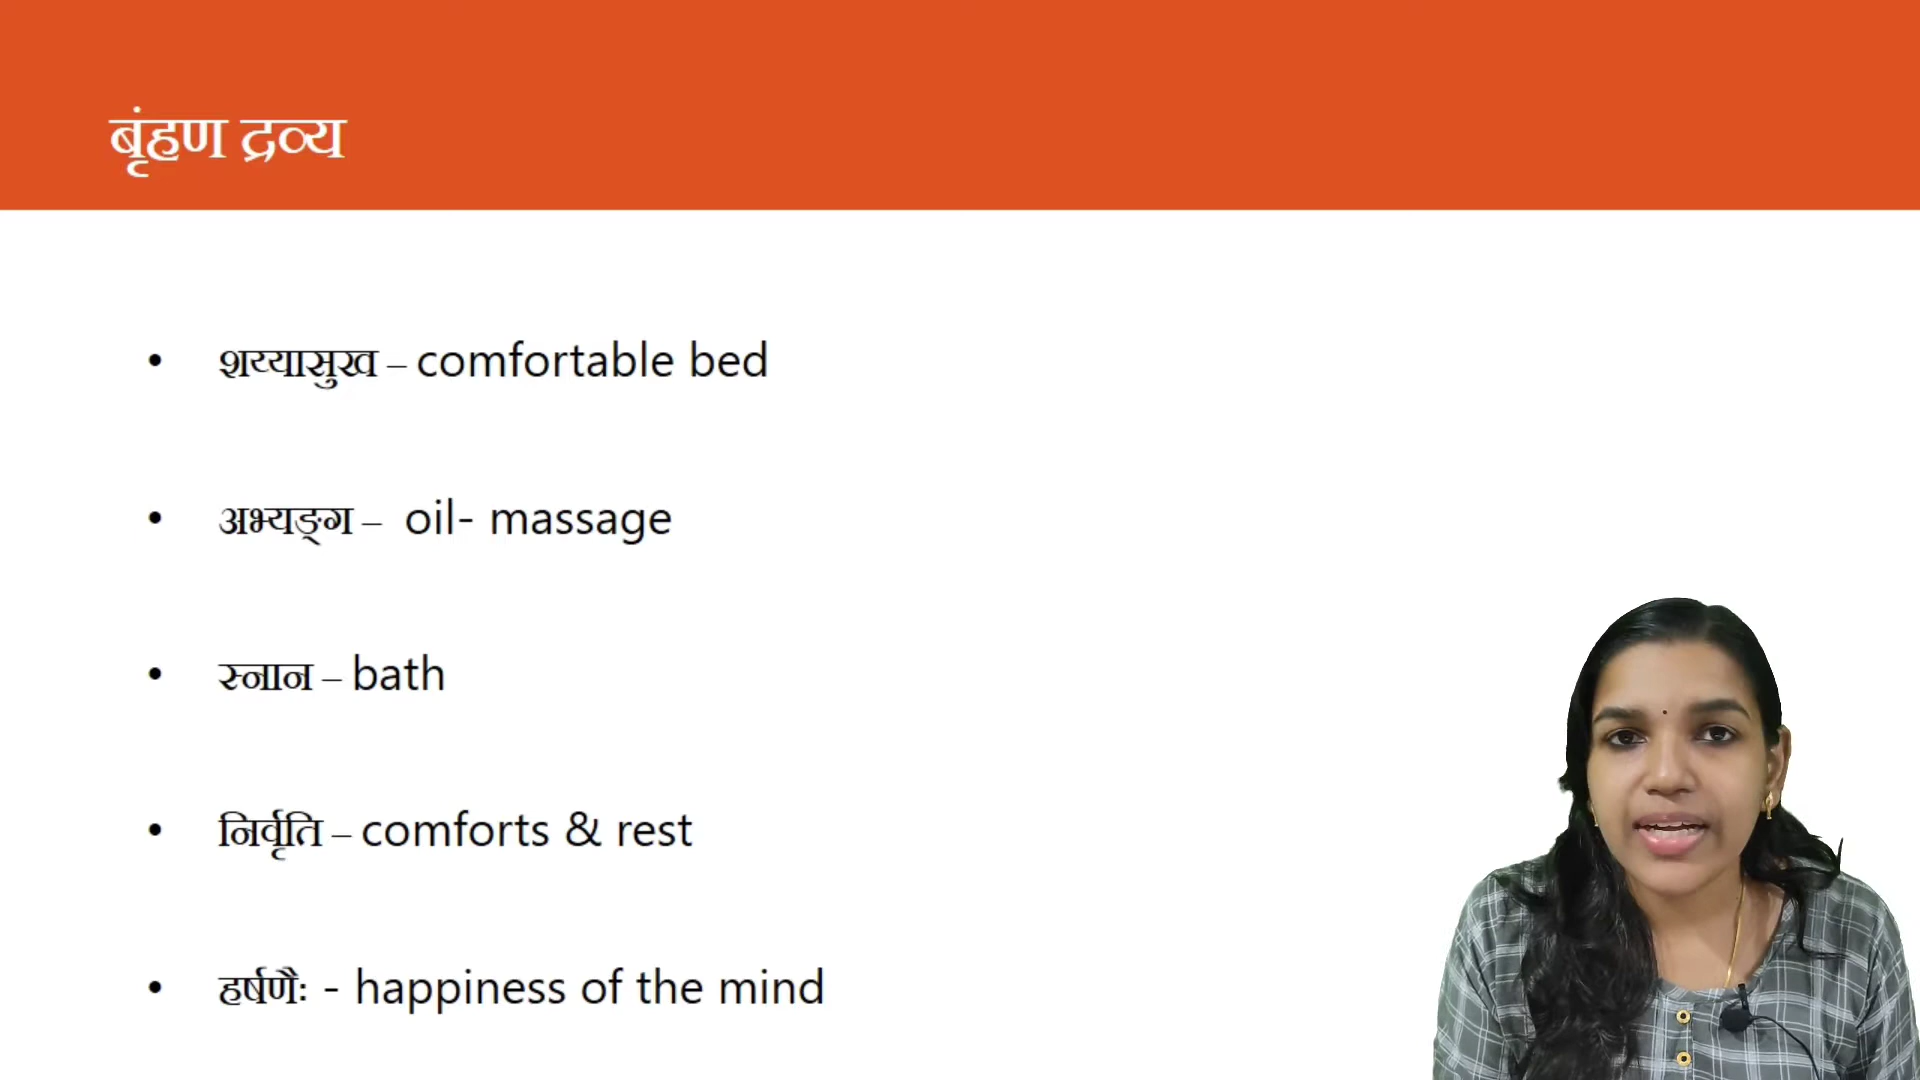 बृंहण द्रव्य
• शय्यासुख – comfortable bed
• अभ्यङ्ग – oil- massage
• स्नान – bath
• निर्वृति – comforts & rest
• हर्षणैः - happiness of the mind